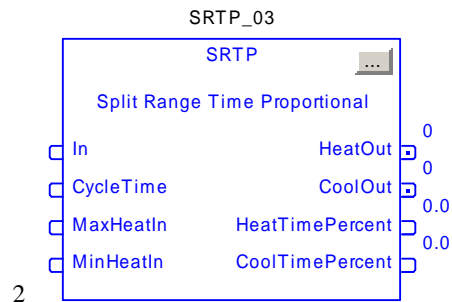 SRTP_03
SRTP
...
Split Range Time Proportional
0
In HeatOut
0
CycleTime CoolOut
0.0
MaxHeatIn HeatTimePercent
0.0
MinHeatIn CoolTimePercent
2